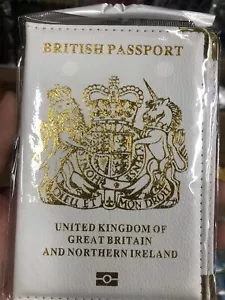 BRITISH PASSPORT
DIEU ET MON DROIT
UNITED KINGDOM OF
GREAT BRITAIN
AND NORTHERN IRELAND